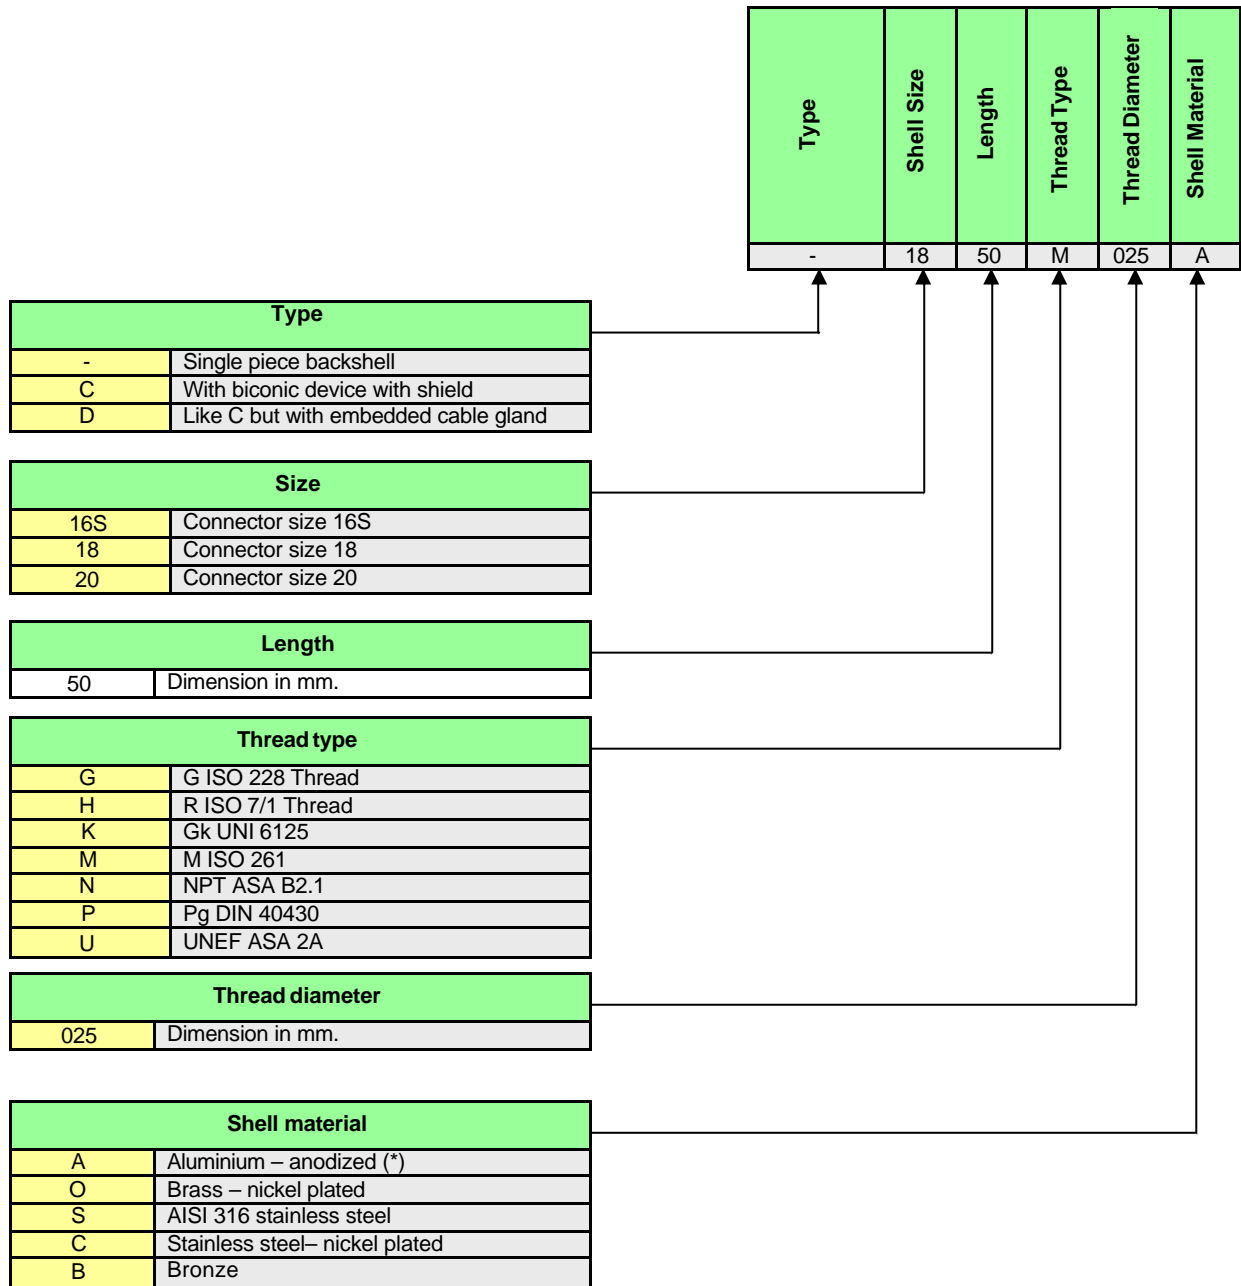 Type Shell Size Length Thread Type Thread Diameter Shell Material
- 18 50 M 025 A
Type
- Single piece backshell
C With biconic device with shield
D Like C but with embedded cable gland
Size
16S Connector size 16S
18 Connector size 18
20 Connector size 20
Length
50 Dimension in mm.
Thread type
G G ISO 228 Thread
H R ISO 7/1 Thread
K Gk UNI 6125
M M ISO 261
N NPT ASA B2.1
P Pg DIN 40430
U UNEF ASA 2A
Thread diameter
025 Dimension in mm.
Shell material
A Aluminium – anodized (*)
O Brass – nickel plated
S AISI 316 stainless steel
C Stainless steel– nickel plated
B Bronze